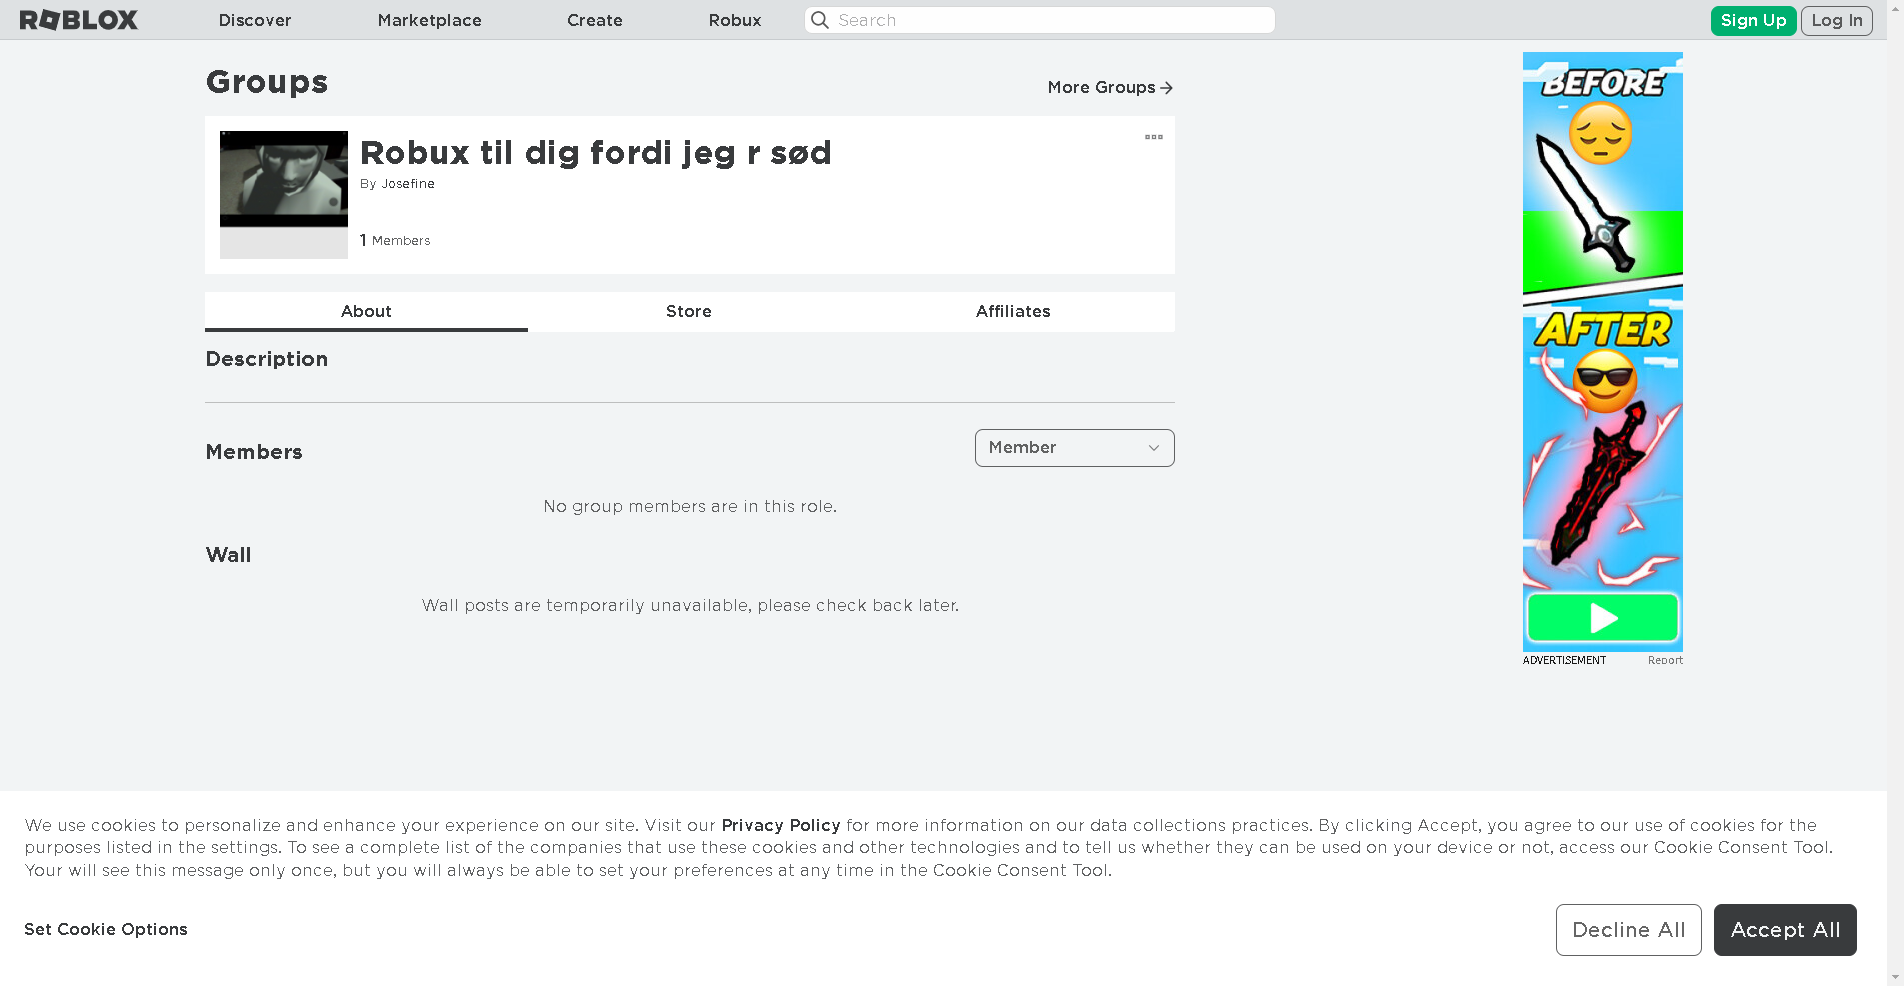 ROBLOX Discover Marketplace Create Robux Search Sign Up Log In
Groups
More Groups
Robux til dig fordi jeg r sød
By Josefine
1 Members
About Store Affiliates
Description
Members
Member
No group members are in this role.
Wall
Wall posts are temporarily unavailable, please check back later.
BEFORE
AFTER
ADVERTISEMENT Report
We use cookies to personalize and enhance your experience on our site. Visit our Privacy Policy for more information on our data collections practices. By clicking Accept, you agree to our use of cookies for the
purposes listed in the settings. To see a complete list of the companies that use these cookies and other technologies and to tell us whether they can be used on your device or not, access our Cookie Consent Tool.
Your will see this message only once, but you will always be able to set your preferences at any time in the Cookie Consent Tool.
Set Cookie Options
Decline All
Accept All